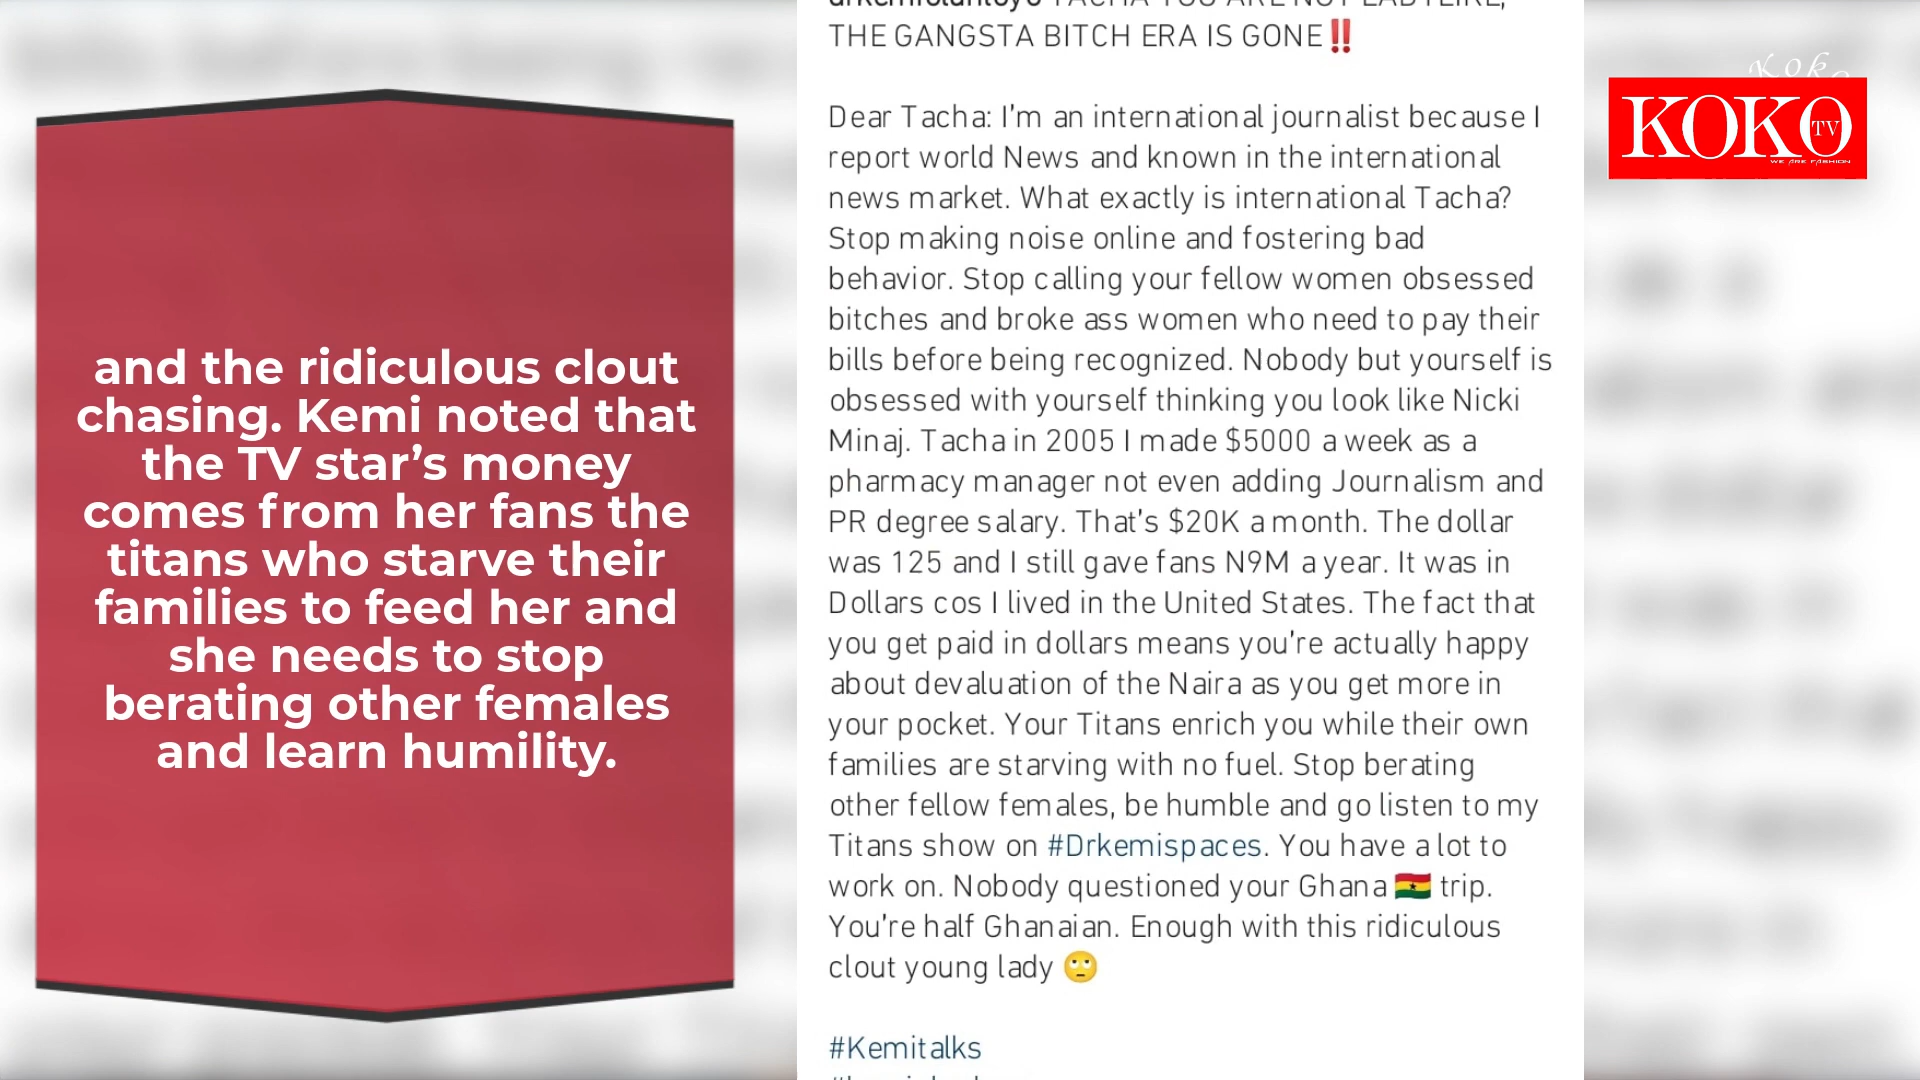 and the ridiculous clout
chasing. Kemi noted that
the TV star’s money
comes from her fans the
titans who starve their
families to feed her and
she needs to stop
berating other females
and learn humility.
drkemiolunloyo TACHA YOU ARE NOT LADYLIKE,
THE GANGSTA BITCH ERA IS GONE‼️
Dear Tacha: I’m an international journalist because I
report world News and known in the international
news market. What exactly is international Tacha?
Stop making noise online and fostering bad
behavior. Stop calling your fellow women obsessed
bitches and broke ass women who need to pay their
bills before being recognized. Nobody but yourself is
obsessed with yourself thinking you look like Nicki
Minaj. Tacha in 2005 I made $5000 a week as a
pharmacy manager not even adding Journalism and
PR degree salary. That’s $20K a month. The dollar
was 125 and I still gave fans N9M a year. It was in
Dollars cos I lived in the United States. The fact that
you get paid in dollars means you’re actually happy
about devaluation of the Naira as you get more in
your pocket. Your Titans enrich you while their own
families are starving with no fuel. Stop berating
other fellow females, be humble and go listen to my
Titans show on #Drkemispaces. You have a lot to
work on. Nobody questioned your Ghana 🇬🇭 trip.
You’re half Ghanaian. Enough with this ridiculous
clout young lady 🙄
#Kemitalks
Koko
KOKO TV
WE ARE FASHION